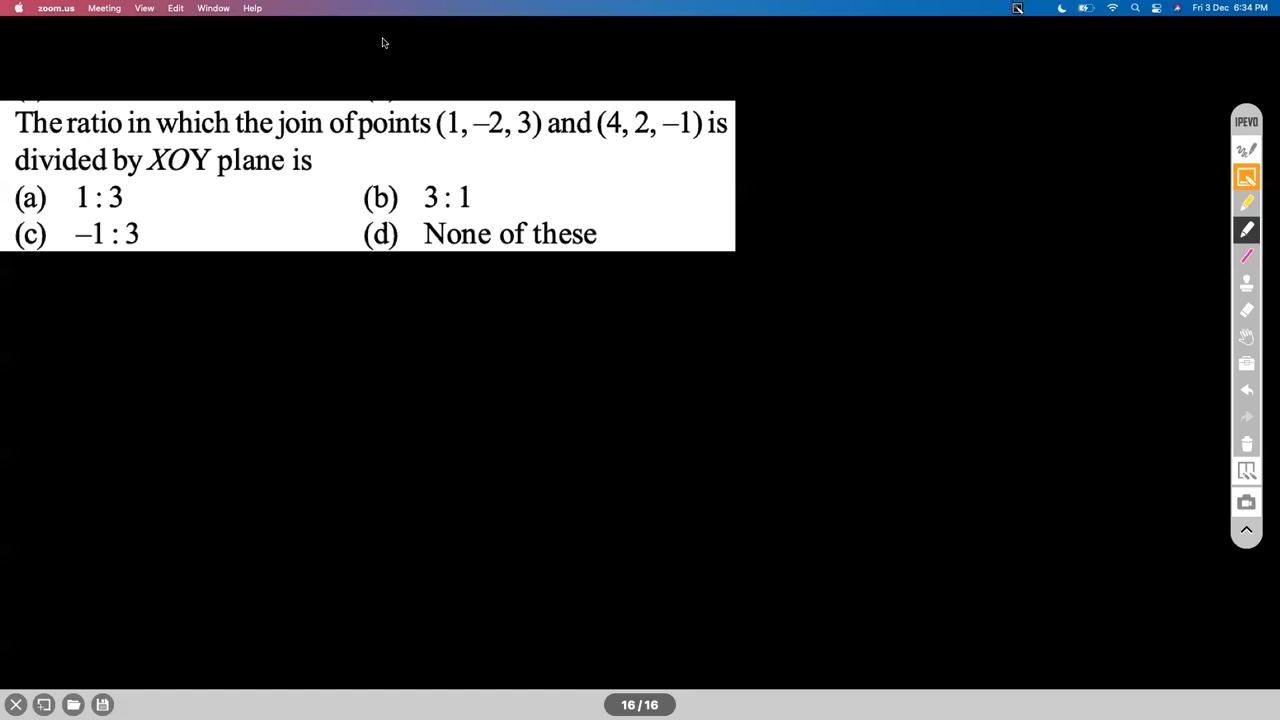 zoom.us Meeting View Edit Window Help Fri 3 Dec 6:34 PM
The ratio in which the join of points (1, –2, 3) and (4, 2, –1) is
divided by XOY plane is
(a) 1 : 3 (b) 3 : 1
(c) –1 : 3 (d) None of these
IPEVO
16 / 16